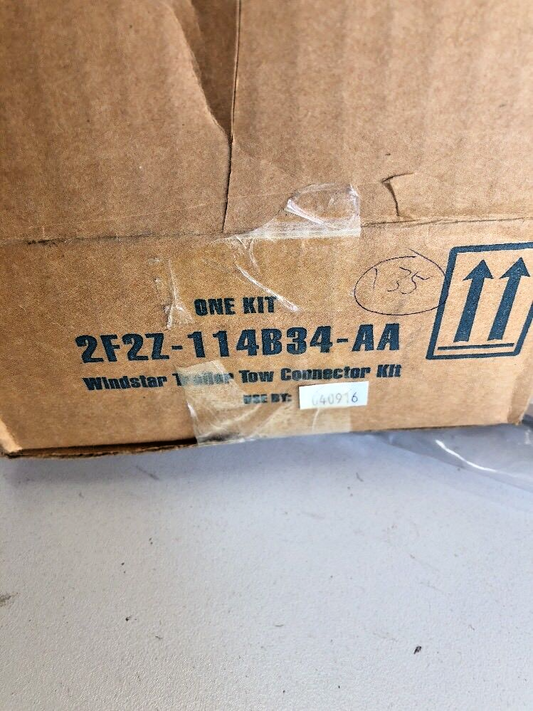 135
ONE KIT
2F2Z-114B34-AA
Windstar Trailer Tow Connector Kit
USE BY: 040916